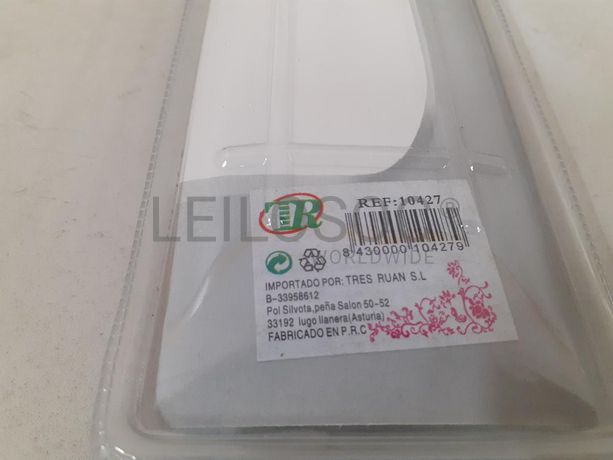 TR
REF:10427
8 430000 104279
LEILOSOC®
WORLDWIDE
IMPORTADO POR: TRES RUAN S.L
B-33958612
Pol Silvota,peña Salon 50-52
33192 lugo llanera(Asturia)
FABRICADO EN P.R.C